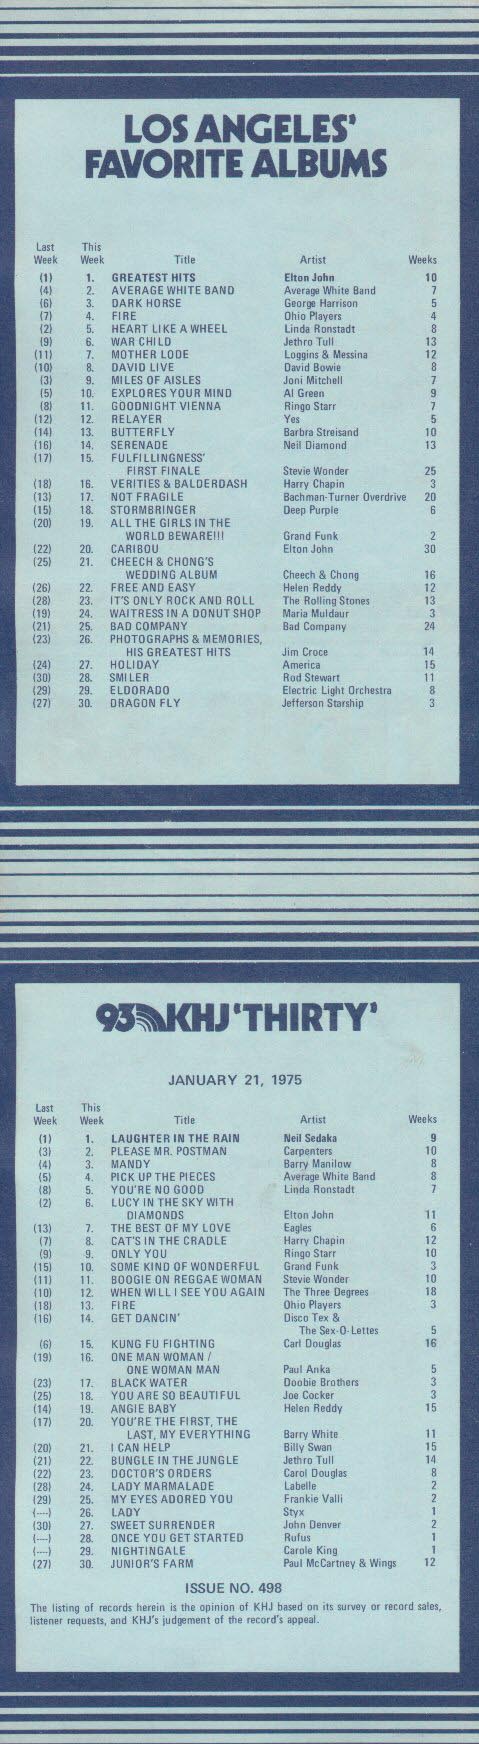 LOS ANGELES'
FAVORITE ALBUMS
Last This
Week Week Title Artist Weeks
(1) 1. GREATEST HITS Elton John 10
(4) 2. AVERAGE WHITE BAND Average White Band 7
(6) 3. DARK HORSE George Harrison 5
(7) 4. FIRE Ohio Players 4
(2) 5. HEART LIKE A WHEEL Linda Ronstadt 8
(9) 6. WAR CHILD Jethro Tull 13
(11) 7. MOTHER LODE Loggins & Messina 12
(10) 8. DAVID LIVE David Bowie 8
(3) 9. MILES OF AISLES Joni Mitchell 7
(5) 10. EXPLORES YOUR MIND Al Green 9
(8) 11. GOODNIGHT VIENNA Ringo Starr 7
(12) 12. RELAYER Yes 5
(14) 13. BUTTERFLY Barbra Streisand 10
(16) 14. SERENADE Neil Diamond 13
(17) 15. FULFILLINGNESS'
FIRST FINALE Stevie Wonder 25
(18) 16. VERITIES & BALDERDASH Harry Chapin 3
(13) 17. NOT FRAGILE Bachman-Turner Overdrive 20
(15) 18. STORMBRINGER Deep Purple 6
(20) 19. ALL THE GIRLS IN THE
WORLD BEWARE!!! Grand Funk 2
(22) 20. CARIBOU Elton John 30
(25) 21. CHEECH & CHONG'S
WEDDING ALBUM Cheech & Chong 16
(26) 22. FREE AND EASY Helen Reddy 12
(28) 23. IT'S ONLY ROCK AND ROLL The Rolling Stones 13
(19) 24. WAITRESS IN A DONUT SHOP Maria Muldaur 3
(21) 25. BAD COMPANY Bad Company 24
(23) 26. PHOTOGRAPHS & MEMORIES,
HIS GREATEST HITS Jim Croce 14
(24) 27. HOLIDAY America 15
(30) 28. SMILER Rod Stewart 11
(29) 29. ELDORADO Electric Light Orchestra 8
(27) 30. DRAGON FLY Jefferson Starship 3
93 KHJ 'THIRTY'
JANUARY 21, 1975
Last This
Week Week Title Artist Weeks
(1) 1. LAUGHTER IN THE RAIN Neil Sedaka 9
(3) 2. PLEASE MR. POSTMAN Carpenters 10
(4) 3. MANDY Barry Manilow 8
(5) 4. PICK UP THE PIECES Average White Band 8
(8) 5. YOU'RE NO GOOD Linda Ronstadt 7
(2) 6. LUCY IN THE SKY WITH
DIAMONDS Elton John 11
(13) 7. THE BEST OF MY LOVE Eagles 6
(7) 8. CAT'S IN THE CRADLE Harry Chapin 12
(9) 9. ONLY YOU Ringo Starr 10
(15) 10. SOME KIND OF WONDERFUL Grand Funk 3
(11) 11. BOOGIE ON REGGAE WOMAN Stevie Wonder 10
(10) 12. WHEN WILL I SEE YOU AGAIN The Three Degrees 18
(18) 13. FIRE Ohio Players 3
(16) 14. GET DANCIN' Disco Tex &
The Sex-O-Lettes 5
(6) 15. KUNG FU FIGHTING Carl Douglas 16
(19) 16. ONE MAN WOMAN /
ONE WOMAN MAN Paul Anka 5
(23) 17. BLACK WATER Doobie Brothers 3
(25) 18. YOU ARE SO BEAUTIFUL Joe Cocker 3
(14) 19. ANGIE BABY Helen Reddy 15
(17) 20. YOU'RE THE FIRST, THE
LAST, MY EVERYTHING Barry White 11
(20) 21. I CAN HELP Billy Swan 15
(21) 22. BUNGLE IN THE JUNGLE Jethro Tull 14
(22) 23. DOCTOR'S ORDERS Carol Douglas 8
(28) 24. LADY MARMALADE Labelle 2
(29) 25. MY EYES ADORED YOU Frankie Valli 2
(----) 26. LADY Styx 1
(30) 27. SWEET SURRENDER John Denver 2
(----) 28. ONCE YOU GET STARTED Rufus 1
(----) 29. NIGHTINGALE Carole King 1
(27) 30. JUNIOR'S FARM Paul McCartney & Wings 12
ISSUE NO. 498
The listing of records herein is the opinion of KHJ based on its survey or record sales,
listener requests, and KHJ's judgement of the record's appeal.